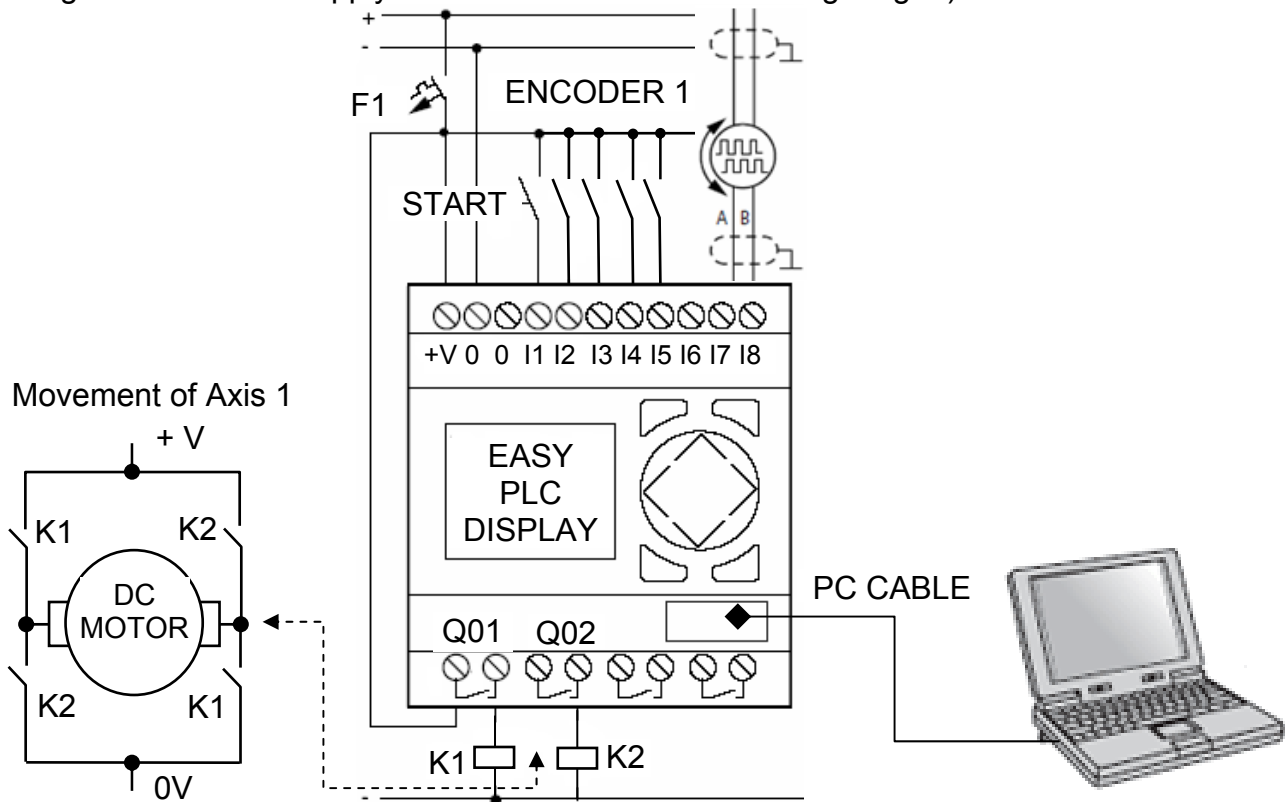 +
-
F1
ENCODER 1
START
A B
+V 0 0 I1 I2 I3 I4 I5 I6 I7 I8
Movement of Axis 1
+ V
K1
K2
DC
MOTOR
K2
K1
0V
EASY
PLC
DISPLAY
PC CABLE
Q01 Q02
K1
K2
-